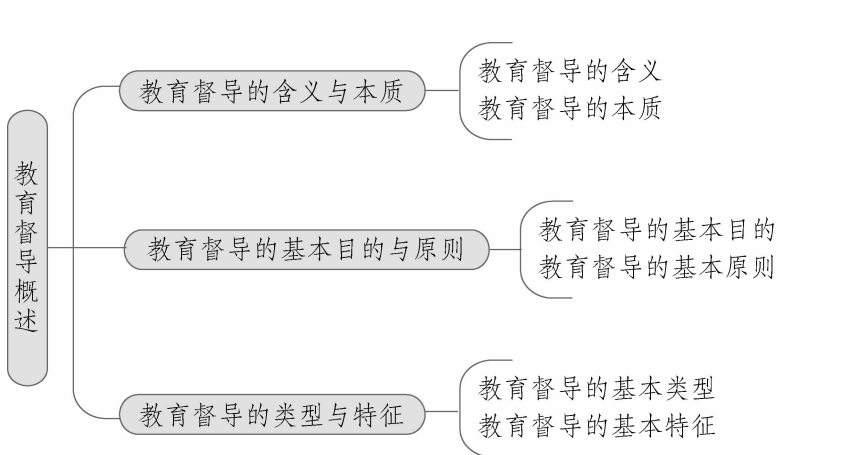 教育督导概述
教育督导的含义与本质
教育督导的含义
教育督导的本质
教育督导的基本目的与原则
教育督导的基本目的
教育督导的基本原则
教育督导的类型与特征
教育督导的基本类型
教育督导的基本特征